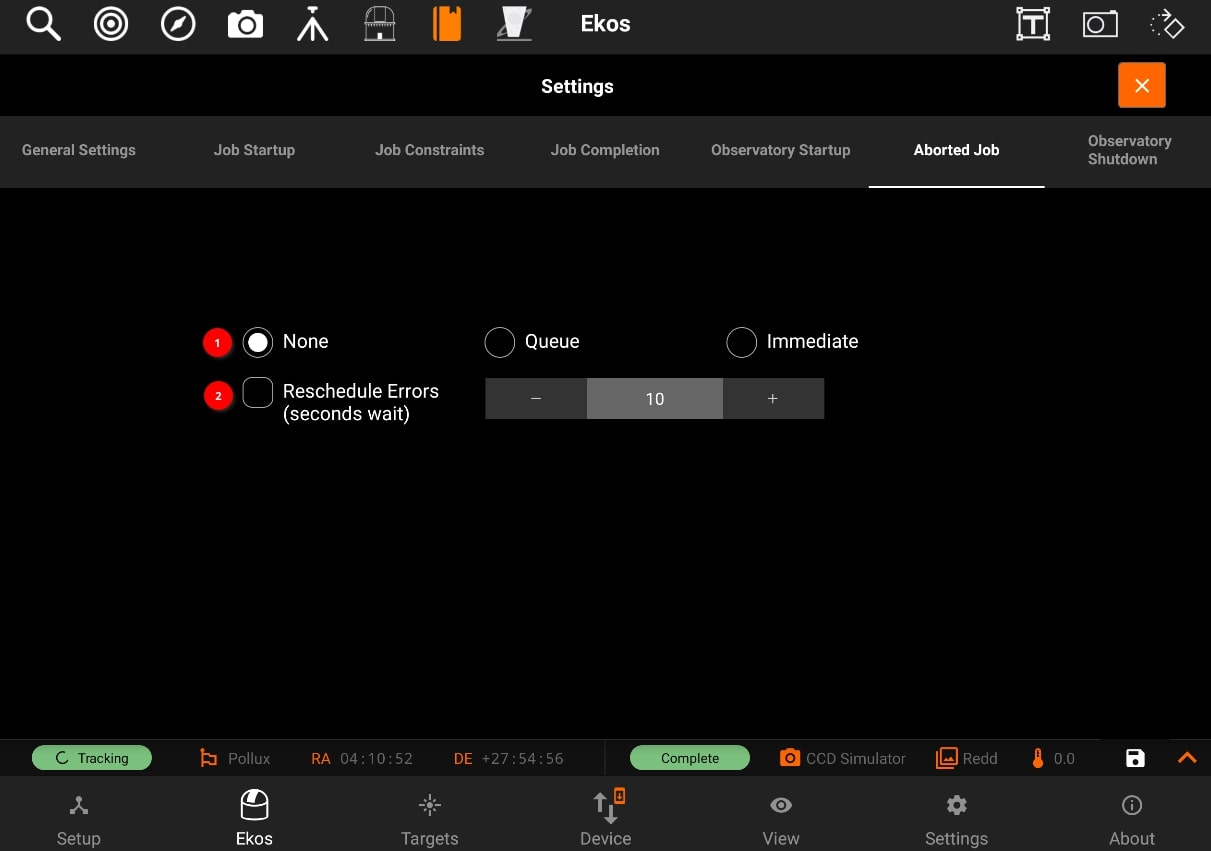 Ekos
Settings
General Settings
Job Startup
Job Constraints
Job Completion
Observatory Startup
Aborted Job
Observatory
Shutdown
1
None
Queue
Immediate
2
Reschedule Errors
(seconds wait)
−
10
+
Tracking
Pollux
RA 04:10:52
DE +27:54:56
Complete
CCD Simulator
Redd
0.0
Setup
Ekos
Targets
Device
View
Settings
About